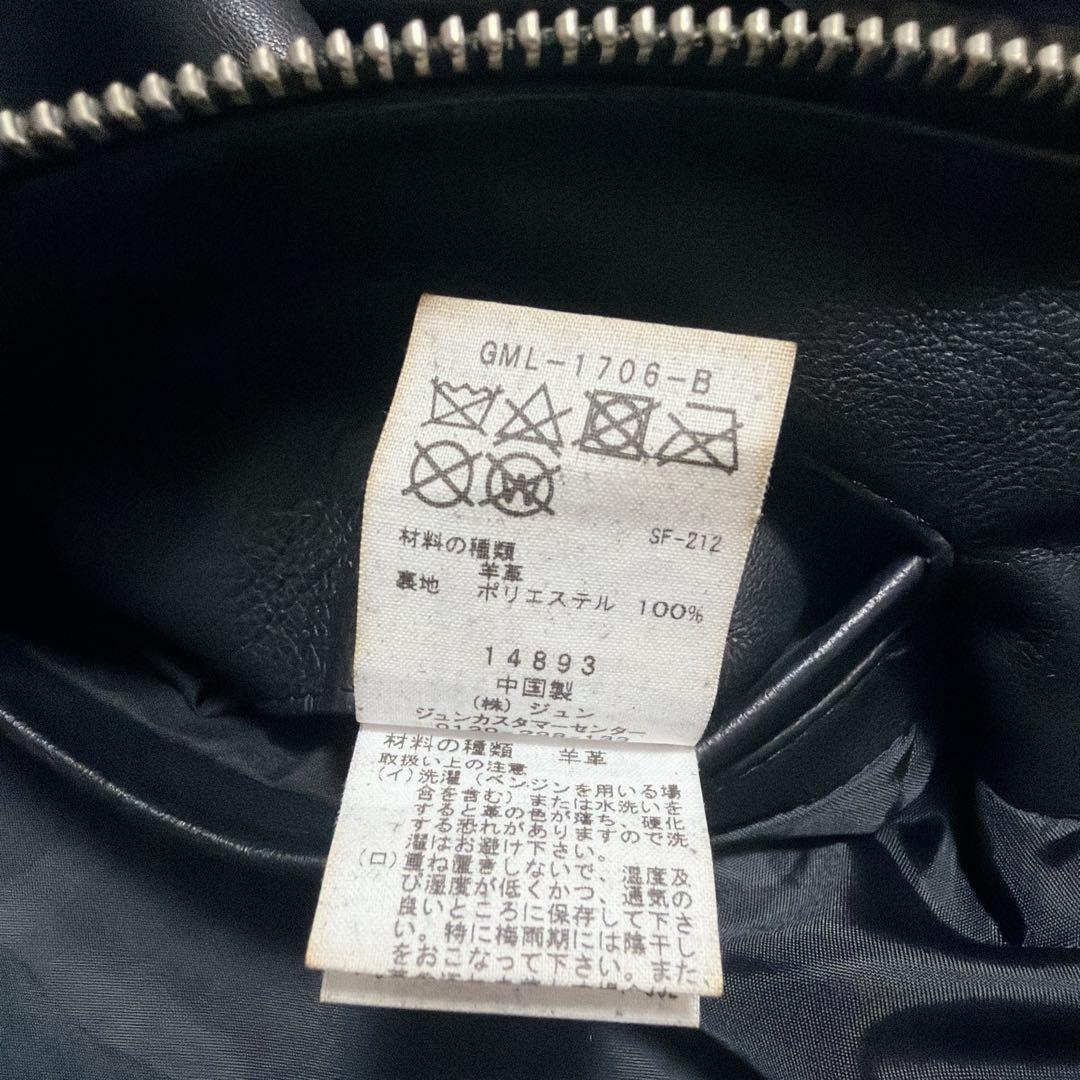 GML-1706-B
SF-212
材料の種類
羊革
裏地 ポリエステル 100%
14893
中国製
(株) ジュン
ジュンカスタマーセンター
材料の種類 羊革
取扱い上の注意
(イ)洗濯(ベンジンを用いる場
合を含む)または水洗いを
すると革の色が落ち、硬化
する恐れがありますので洗
濯はお避け下さい。
(ロ)重ね置きしないで、温度及
び湿度が低くかつ、通気の
良いところに保存して下さ
い。特に梅雨期には陰干し
をおこなって下さい。また